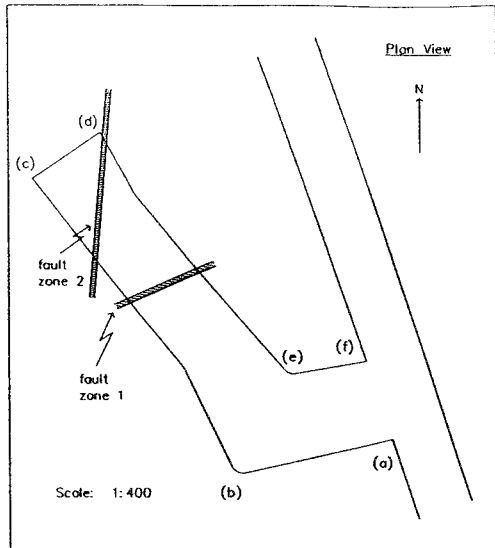 Plan View
N
(d)
(c)
fault
zone 2
(f)
(e)
fault
zone 1
(a)
Scale: 1:400
(b)